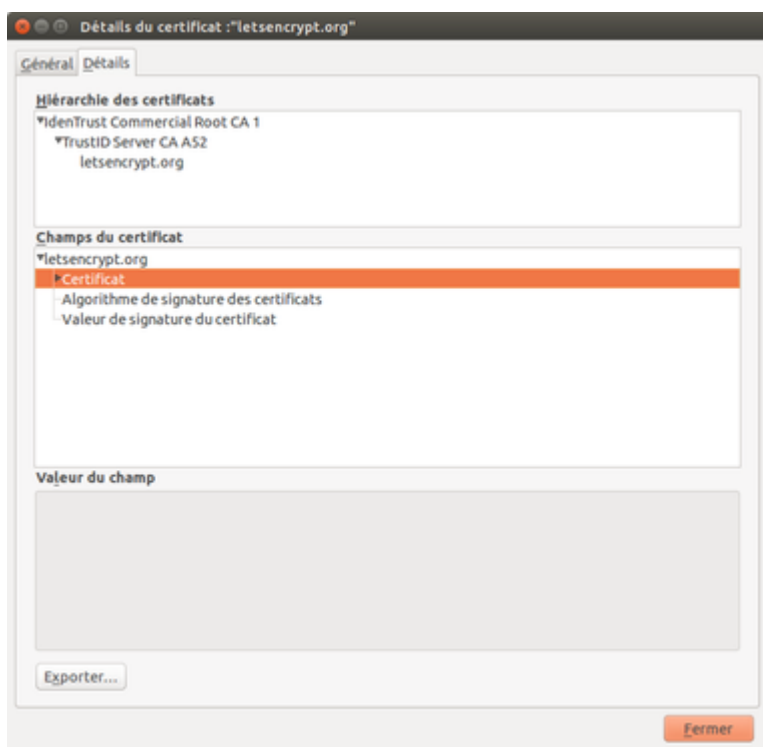 Détails du certificat :"letsencrypt.org"
Général Détails
Hiérarchie des certificats
IdenTrust Commercial Root CA 1
TrustID Server CA A52
letsencrypt.org
Champs du certificat
letsencrypt.org
Certificat
Algorithme de signature des certificats
Valeur de signature du certificat
Valeur du champ
Exporter...
Fermer